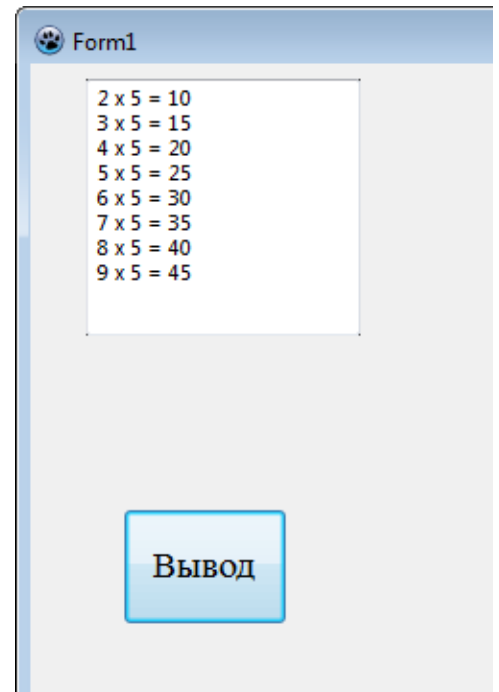 Form1
2 x 5 = 10
3 x 5 = 15
4 x 5 = 20
5 x 5 = 25
6 x 5 = 30
7 x 5 = 35
8 x 5 = 40
9 x 5 = 45
Вывод